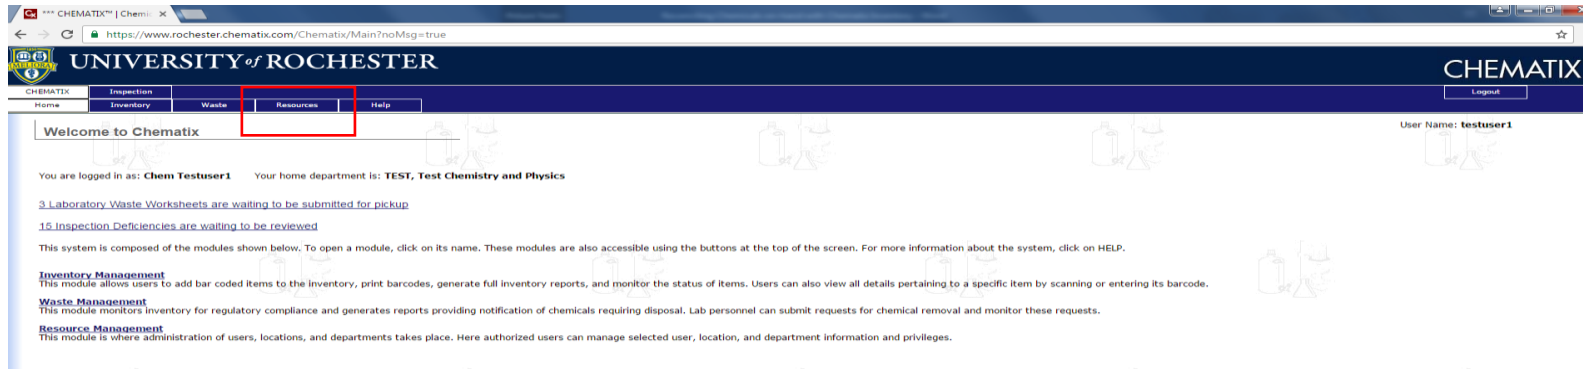 *** CHEMATIX™ | Chemi
https://www.rochester.chematix.com/Chematix/Main?noMsg=true
MELIORA
UNIVERSITY of ROCHESTER
CHEMATIX
CHEMATIX Inspection Logout
Home Inventory Waste Resources Help
Welcome to Chematix
User Name: testuser1
You are logged in as: Chem Testuser1 Your home department is: TEST, Test Chemistry and Physics
3 Laboratory Waste Worksheets are waiting to be submitted for pickup
15 Inspection Deficiencies are waiting to be reviewed
This system is composed of the modules shown below. To open a module, click on its name. These modules are also accessible using the buttons at the top of the screen. For more information about the system, click on HELP.
Inventory Management
This module allows users to add bar coded items to the inventory, print barcodes, generate full inventory reports, and monitor the status of items. Users can also view all details pertaining to a specific item by scanning or entering its barcode.
Waste Management
This module monitors inventory for regulatory compliance and generates reports providing notification of chemicals requiring disposal. Lab personnel can submit requests for chemical removal and monitor these requests.
Resource Management
This module is where administration of users, locations, and departments takes place. Here authorized users can manage selected user, location, and department information and privileges.